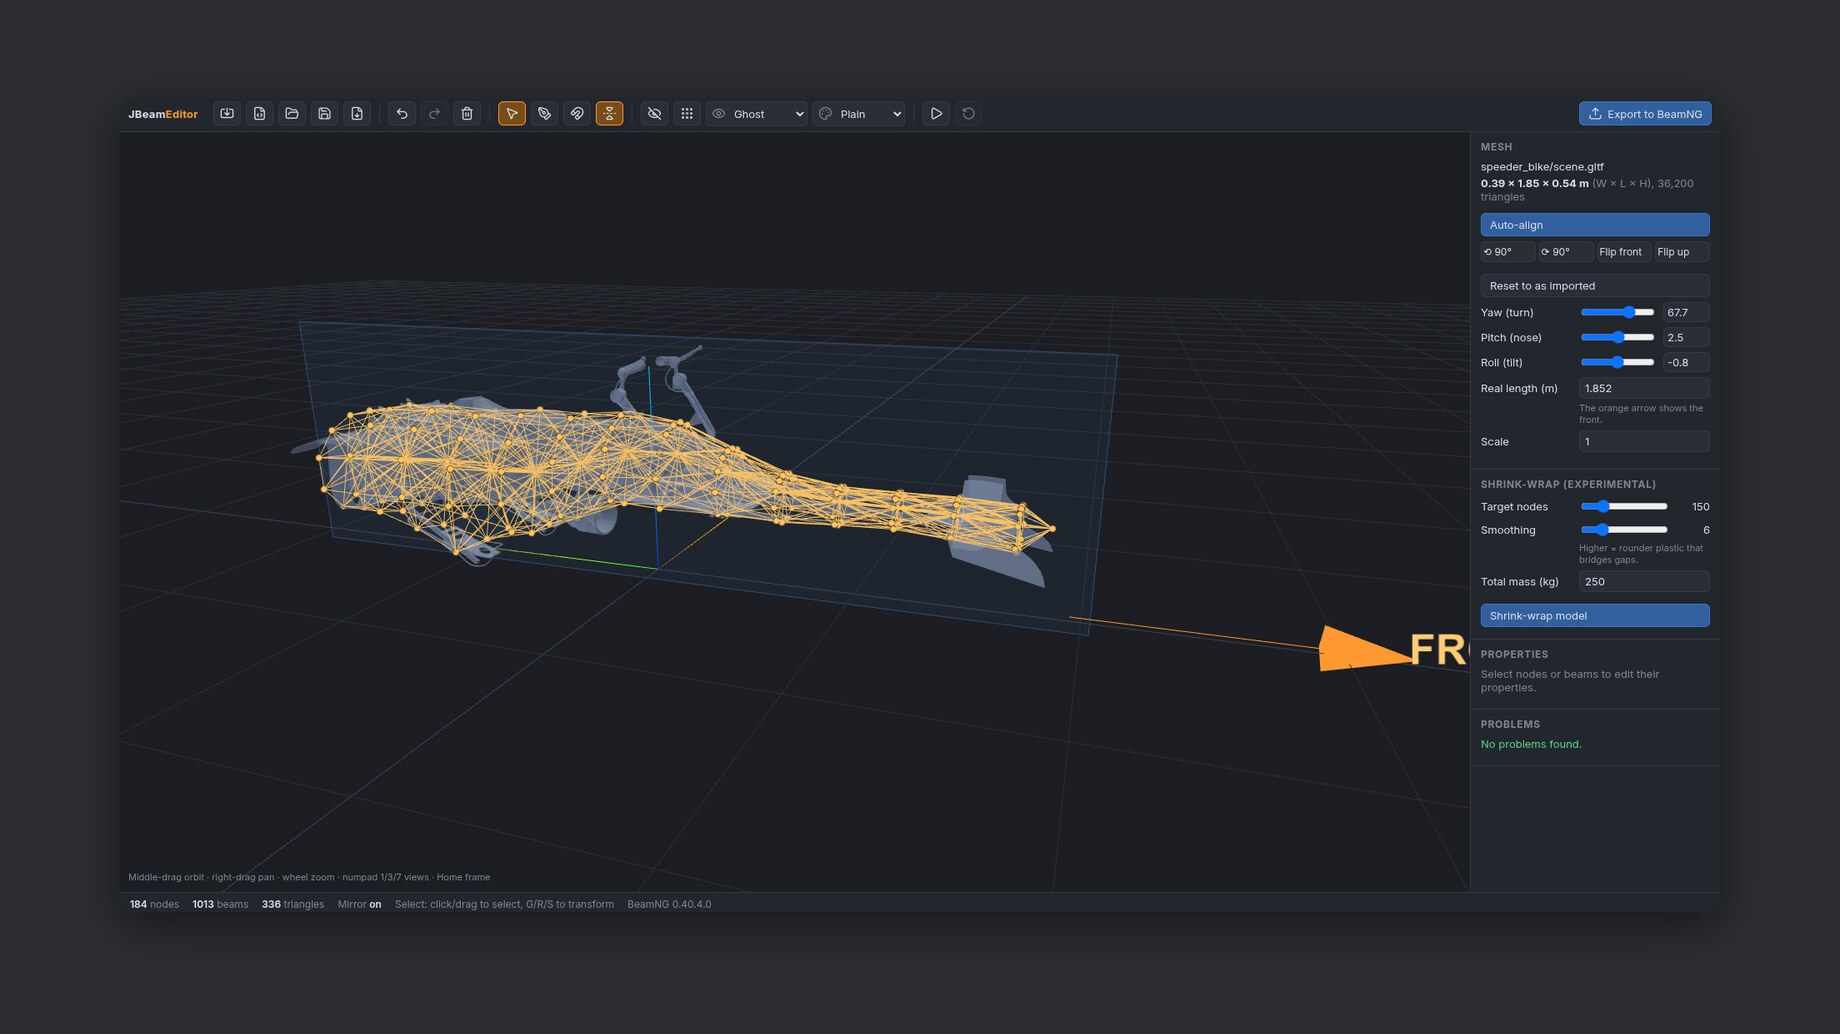 JBeamEditor
Ghost
Plain
Export to BeamNG
MESH
speeder_bike/scene.gltf
0.39 × 1.85 × 0.54 m (W × L × H), 36,200
triangles
Auto-align
⟲ 90°
⟳ 90°
Flip front
Flip up
Reset to as imported
Yaw (turn)
67.7
Pitch (nose)
2.5
Roll (tilt)
-0.8
Real length (m)
1.852
The orange arrow shows the
front.
Scale
1
SHRINK-WRAP (EXPERIMENTAL)
Target nodes
150
Smoothing
6
Higher = rounder plastic that
bridges gaps.
Total mass (kg)
250
Shrink-wrap model
PROPERTIES
Select nodes or beams to edit their
properties.
PROBLEMS
No problems found.
FR
Middle-drag orbit · right-drag pan · wheel zoom · numpad 1/3/7 views · Home frame
184 nodes 1013 beams 336 triangles Mirror on Select: click/drag to select, G/R/S to transform BeamNG 0.40.4.0